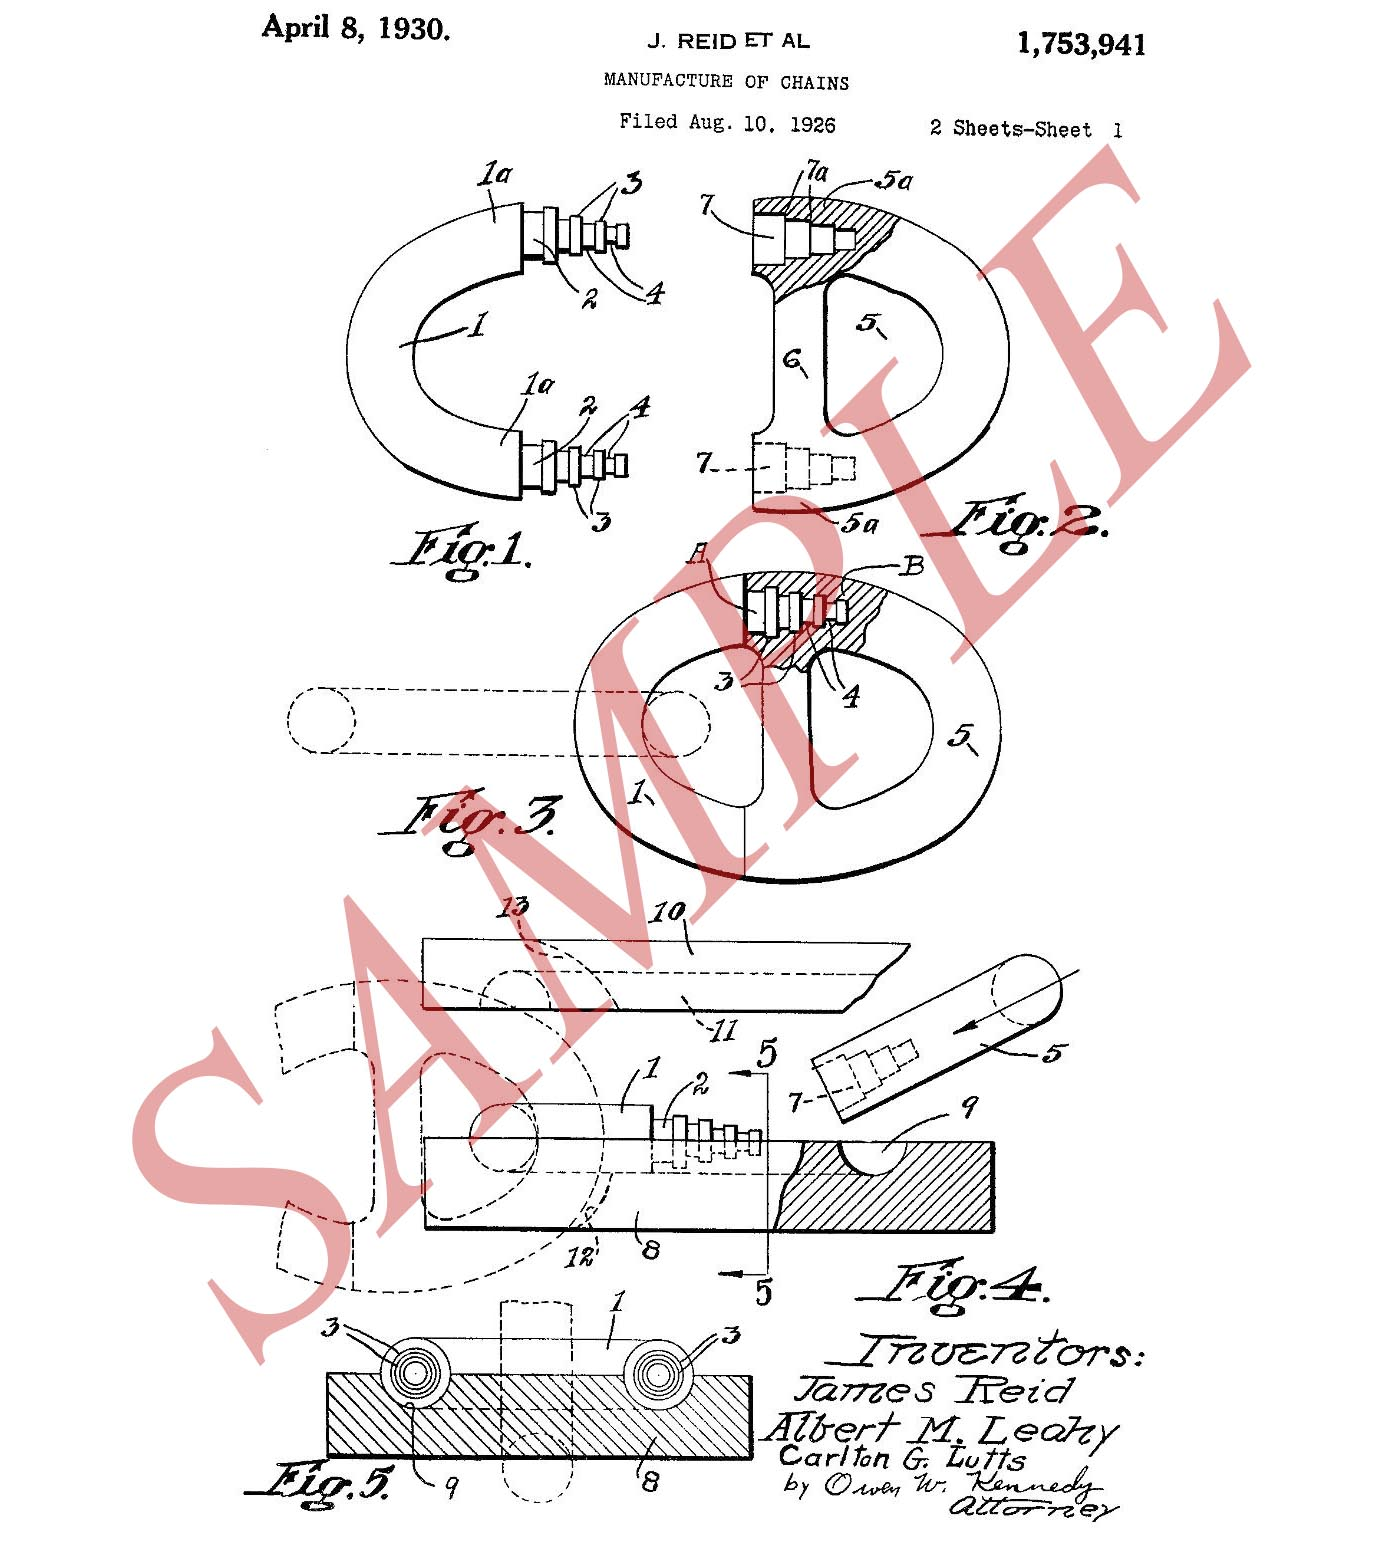 April 8, 1930.
J. REID ET AL
1,753,941
MANUFACTURE OF CHAINS
Filed Aug. 10, 1926
2 Sheets-Sheet 1
1a
3
2
4
1
1a
2
4
3
Fig.1.
7a
5a
7
5
6
7
5a
Fig.2.
A
B
3
4
5
1
Fig.3.
13
10
11
5
1
2
5
7
9
8
12
5
Fig.4.
3
1
3
9
8
Fig.5.
Inventors:
James Reid
Albert M. Leahy
Carlton G. Lutts
by Owen W. Kennedy
Attorney
SAMPLE